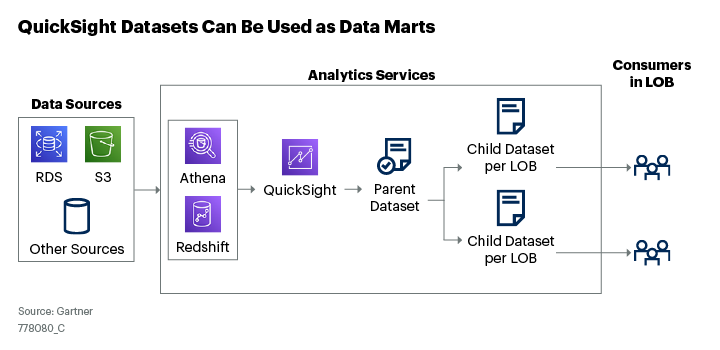 QuickSight Datasets Can Be Used as Data Marts
Consumers
in LOB
Analytics Services
Data Sources
RDS
S3
Other Sources
Athena
Redshift
QuickSight
Parent
Dataset
Child Dataset
per LOB
Child Dataset
per LOB
Source: Gartner
778080_C